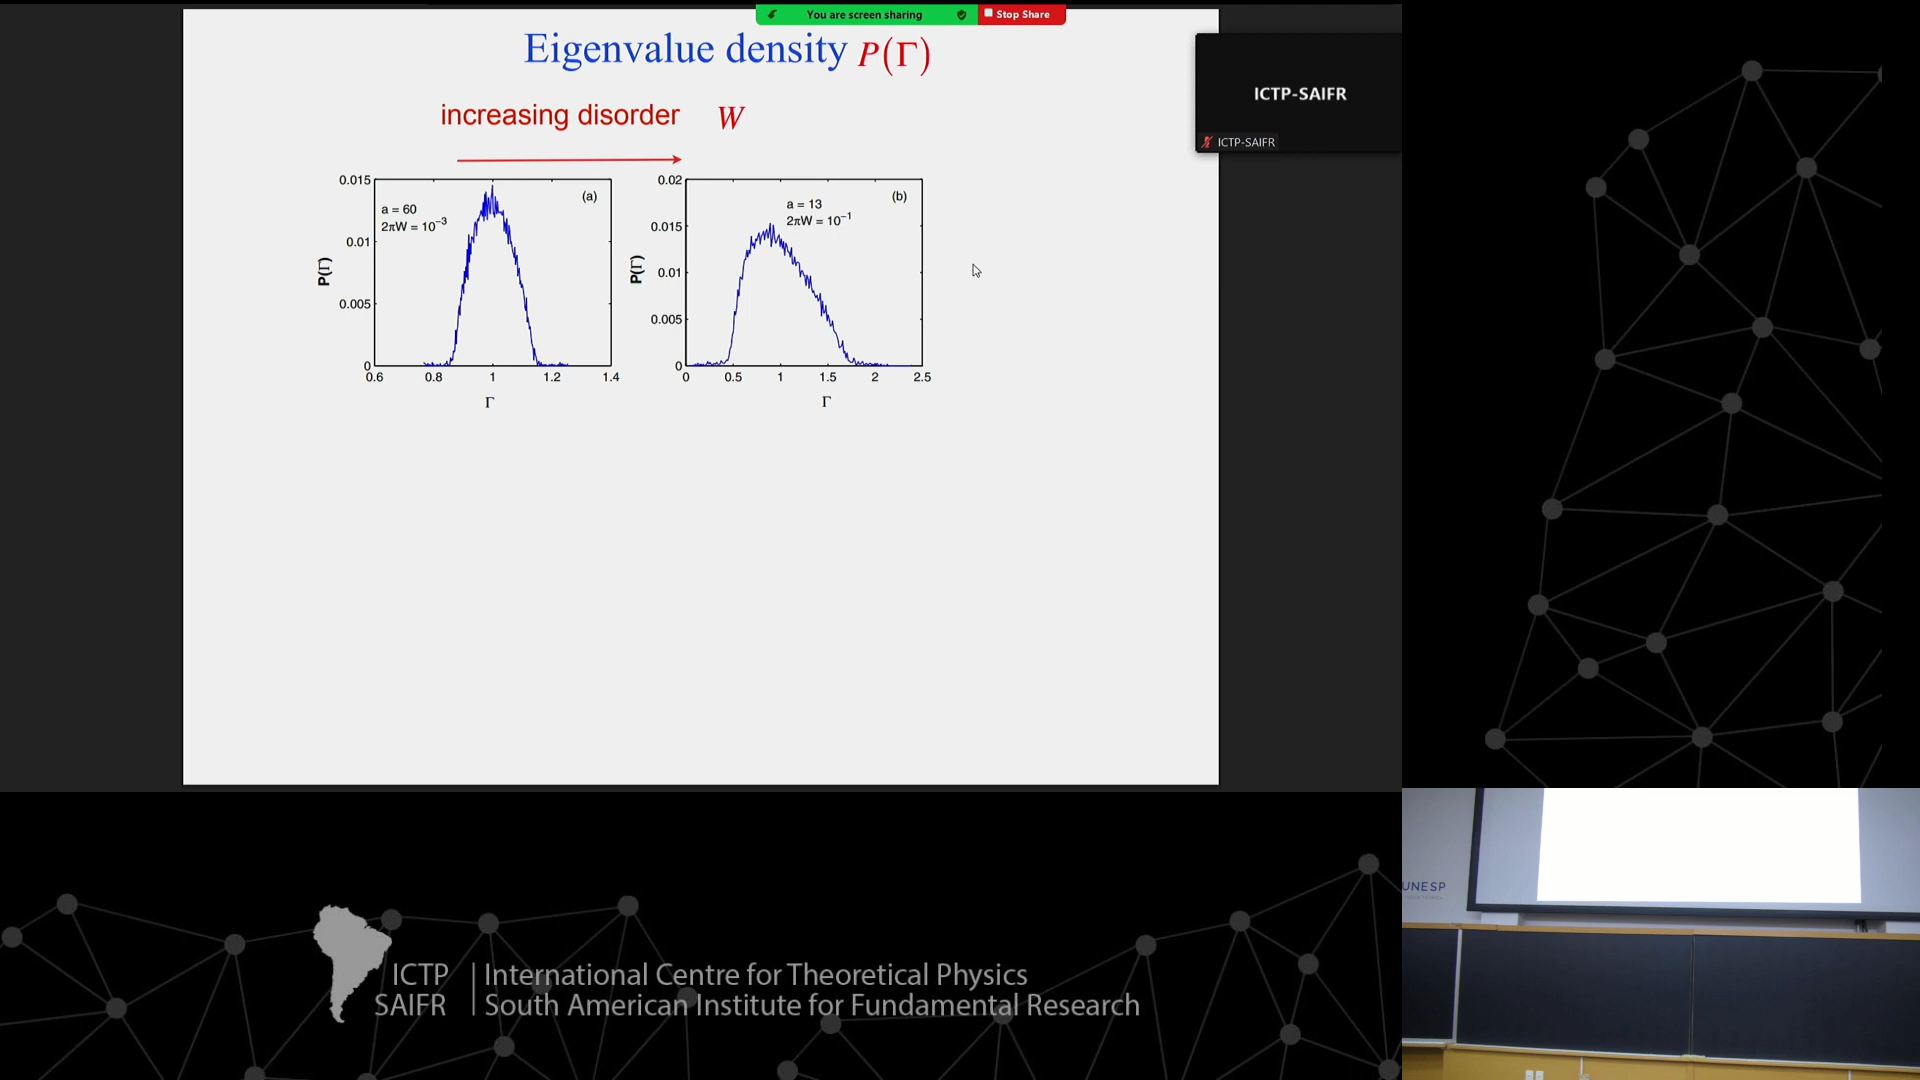 You are screen sharing
Stop Share
Eigenvalue density P(Γ)
increasing disorder W
ICTP-SAIFR
ICTP-SAIFR
0.015
0.01
0.005
0
P(Γ)
a = 60
2πW = 10⁻³
(a)
0.6 0.8 1 1.2 1.4
Γ
0.02
0.015
0.01
0.005
0
P(Γ)
a = 13
2πW = 10⁻¹
(b)
0 0.5 1 1.5 2 2.5
Γ
UNESP
ICTP | International Centre for Theoretical Physics
SAIFR | South American Institute for Fundamental Research